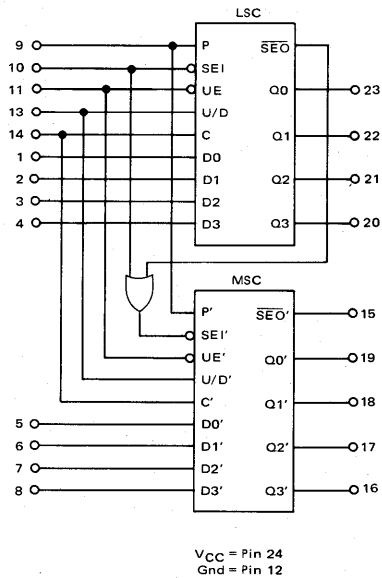 LSC
9 P SEO
10 SEI
11 UE Q0 23
13 U/D
14 C Q1 22
1 D0
2 D1 Q2 21
3 D2
4 D3 Q3 20
MSC
P' SEO' 15
SEI'
UE' Q0' 19
U/D'
C' Q1' 18
5 D0'
6 D1' Q2' 17
7 D2'
8 D3' Q3' 16
VCC = Pin 24
Gnd = Pin 12